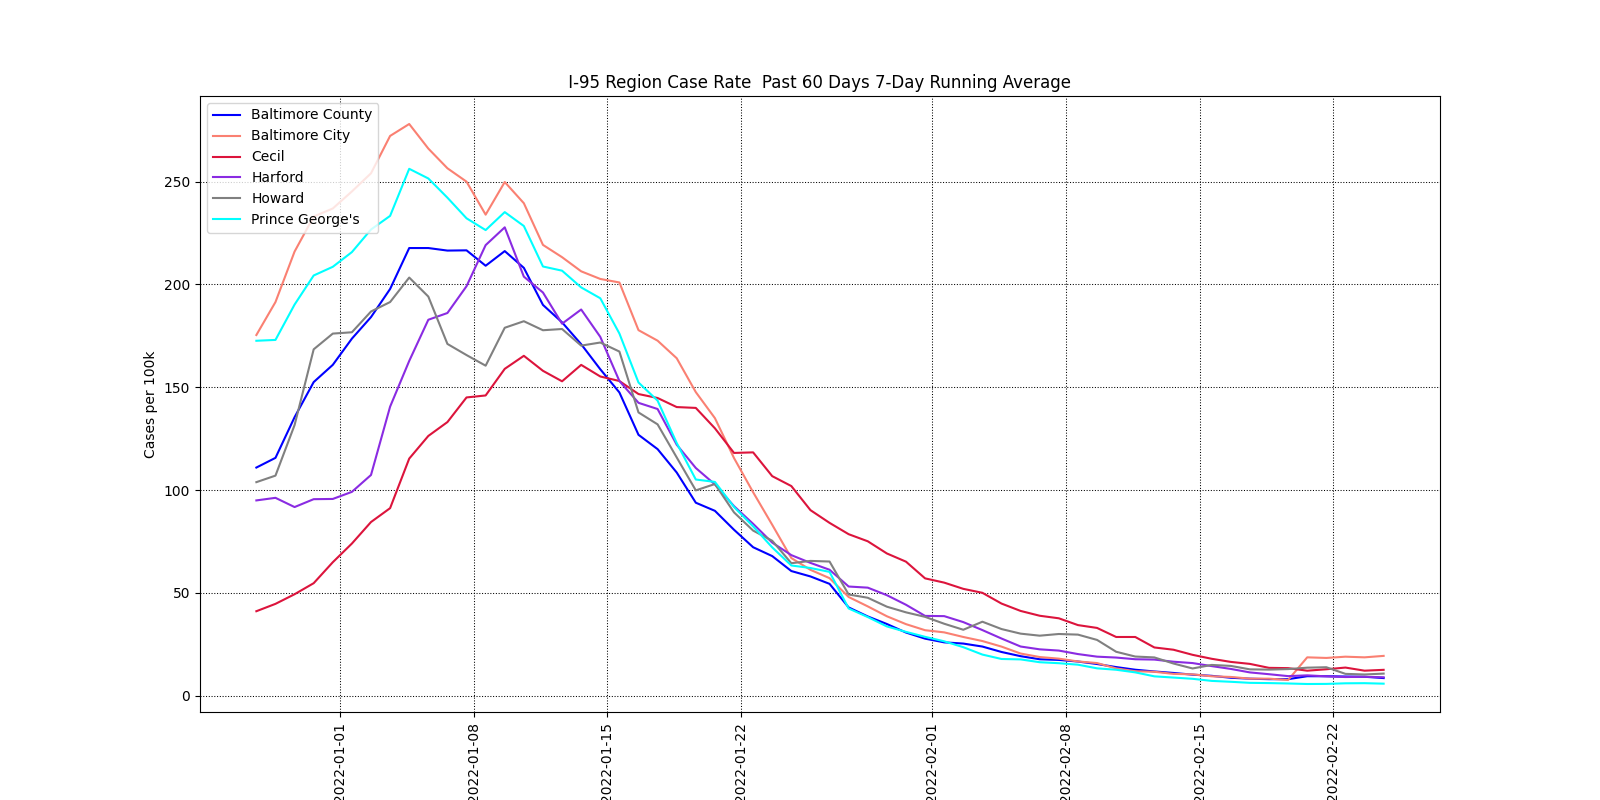 I-95 Region Case Rate  Past 60 Days 7-Day Running Average
Baltimore County
Baltimore City
Cecil
Harford
Howard
Prince George's
Cases per 100k
250
200
150
100
50
0
2022-01-01
2022-01-08
2022-01-15
2022-01-22
2022-02-01
2022-02-08
2022-02-15
2022-02-22